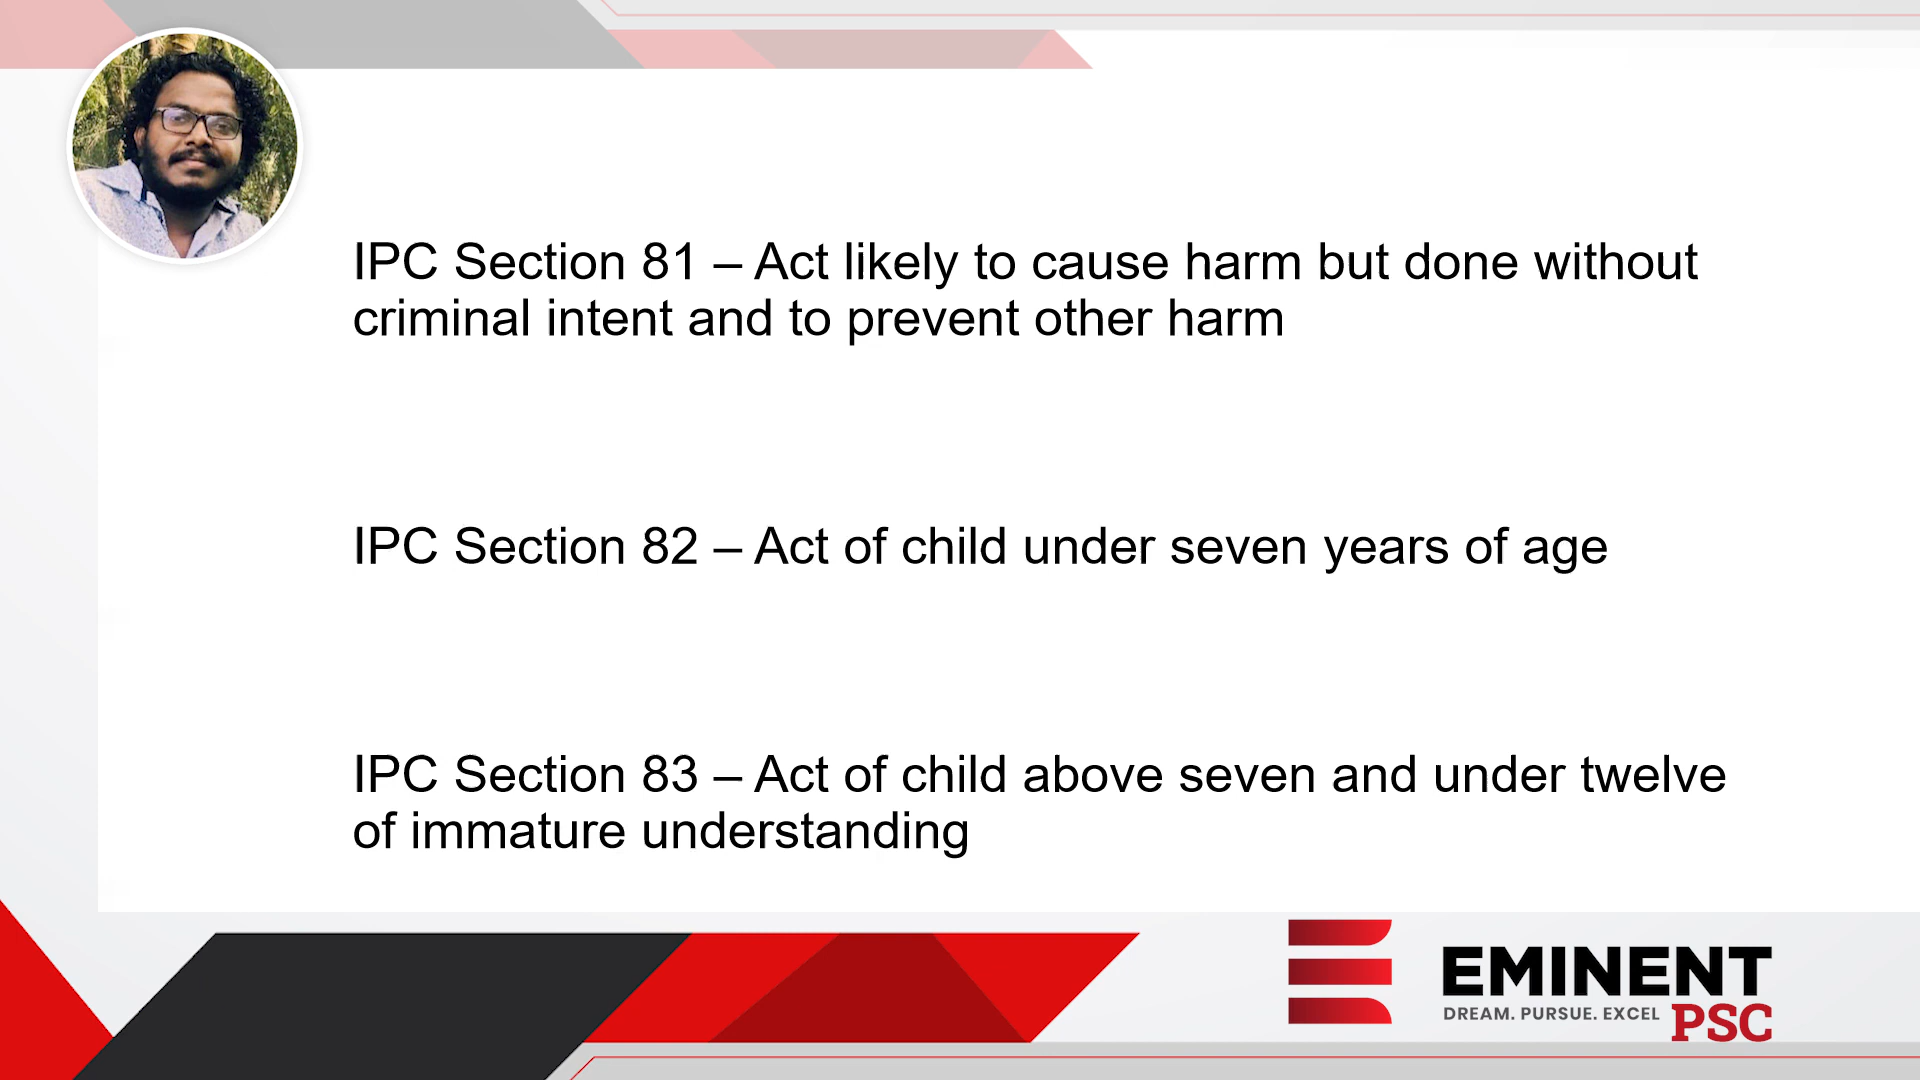 IPC Section 81 – Act likely to cause harm but done without
criminal intent and to prevent other harm
IPC Section 82 – Act of child under seven years of age
IPC Section 83 – Act of child above seven and under twelve
of immature understanding
EMINENT
DREAM. PURSUE. EXCEL
PSC